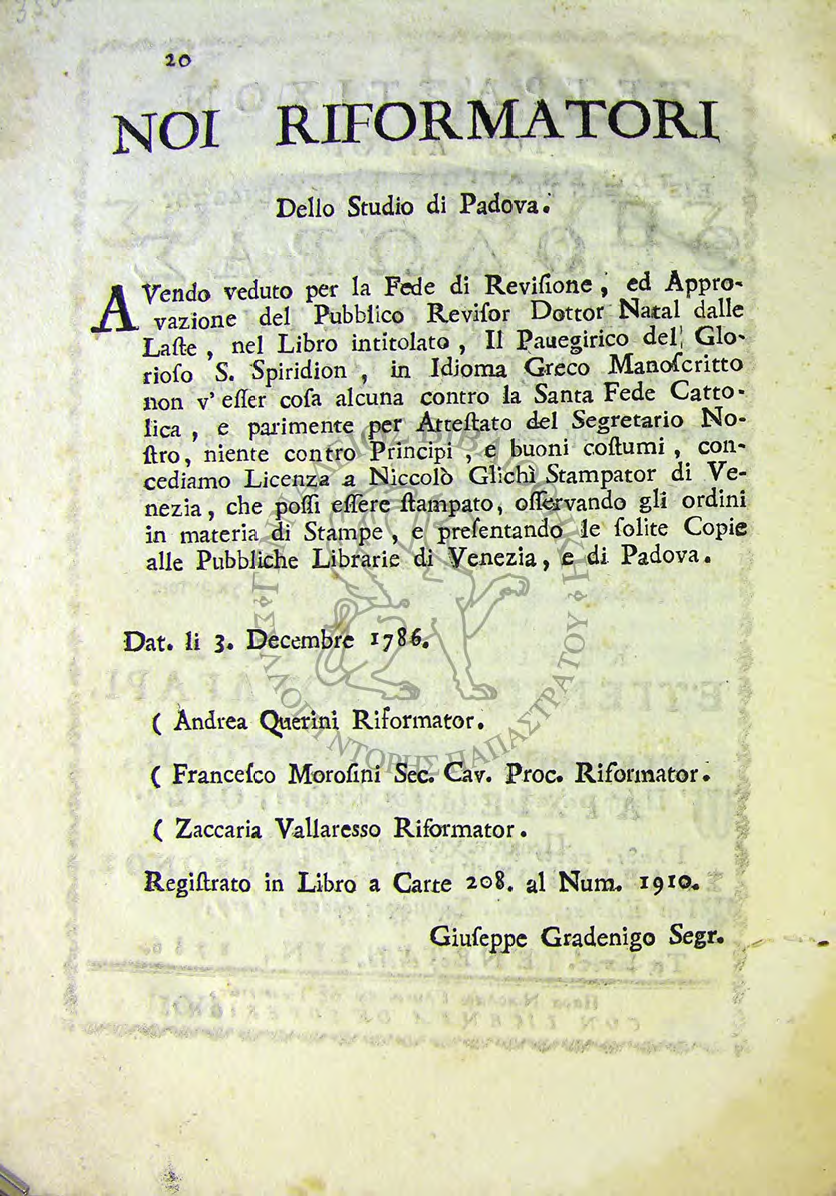 20
NOI RIFORMATORI
Dello Studio di Padova.
AVendo veduto per la Fede di Reviſione, ed Appro-
vazione del Pubblico Reviſor Dottor Natal dalle
Laſte, nel Libro intitolato, Il Pauegirico del Glo-
rioſo S. Spiridion, in Idioma Greco Manoſcritto
non v' eſſer coſa alcuna contro la Santa Fede Catto-
lica, e parimente per Atteſtato del Segretario No-
ſtro, niente contro Principi, e buoni coſtumi, con-
cediamo Licenza a Niccolò Glichì Stampator di Ve-
nezia, che poſſi eſſere ſtampato, oſſervando gli ordini
in materia di Stampe, e preſentando le ſolite Copie
alle Pubbliche Librarie di Venezia, e di Padova.
Dat. li 3. Decembre 1786.
( Andrea Querini Riformator.
( Franceſco Moroſini Sec. Cav. Proc. Riformator.
( Zaccaria Vallaresso Riformator.
Regiſtrato in Libro a Carte 208. al Num. 1910.
Giuſeppe Gradenigo Segr.